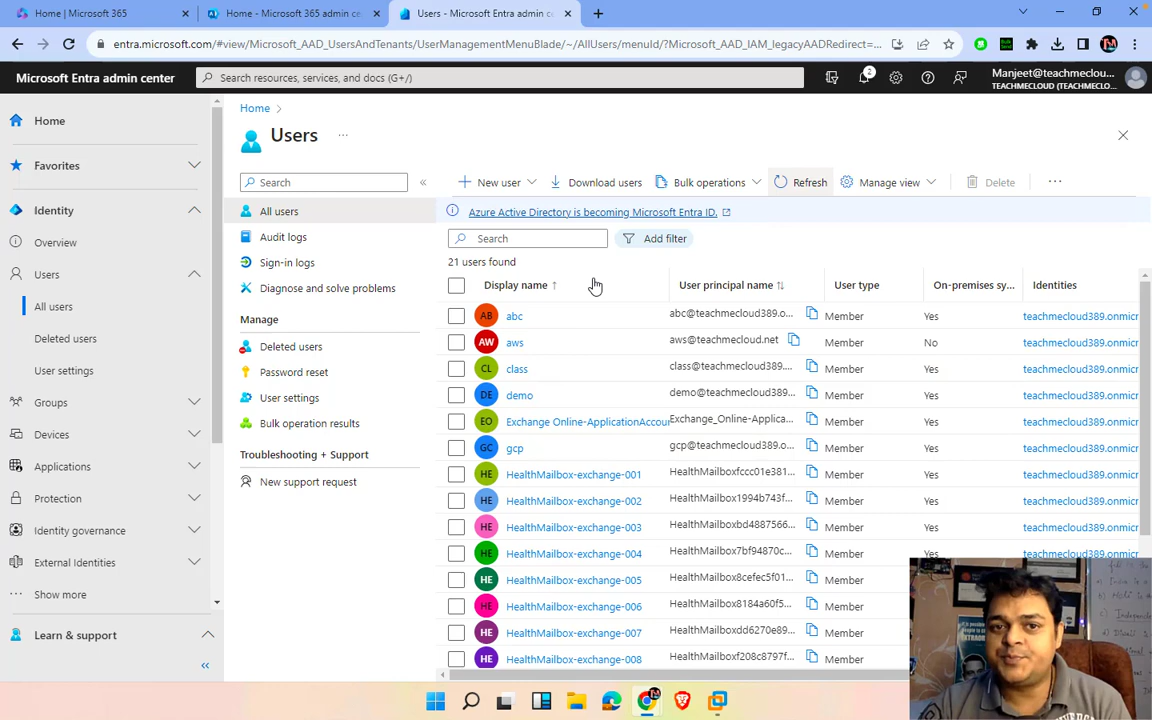 Home | Microsoft 365
Home - Microsoft 365 admin ce
Users - Microsoft Entra admin ce
entra.microsoft.com/#view/Microsoft_AAD_UsersAndTenants/UserManagementMenuBlade/~/AllUsers/menuId/?Microsoft_AAD_IAM_legacyAADRedirect=...
Microsoft Entra admin center
Search resources, services, and docs (G+/)
2
Manjeet@teachmeclou...
TEACHMECLOUD (TEACHMECLO...
Home
Favorites
Identity
Overview
Users
All users
Deleted users
User settings
Groups
Devices
Applications
Protection
Identity governance
External Identities
Show more
Learn & support
Home
Users
Search
All users
Audit logs
Sign-in logs
Diagnose and solve problems
Manage
Deleted users
Password reset
User settings
Bulk operation results
Troubleshooting + Support
New support request
New user
Download users
Bulk operations
Refresh
Manage view
Delete
Azure Active Directory is becoming Microsoft Entra ID.
Search
Add filter
21 users found
Display name User principal name User type On-premises sy... Identities
AB abc abc@teachmecloud389.o... Member Yes teachmecloud389.onmicr
AW aws aws@teachmecloud.net Member No teachmecloud389.onmicr
CL class class@teachmecloud389.... Member Yes teachmecloud389.onmicr
DE demo demo@teachmecloud389... Member Yes teachmecloud389.onmicr
EO Exchange Online-ApplicationAccour Exchange_Online-Applica... Member Yes teachmecloud389.onmicr
GC gcp gcp@teachmecloud389.o... Member Yes teachmecloud389.onmicr
HE HealthMailbox-exchange-001 HealthMailboxfccc01e381... Member Yes teachmecloud389.onmicr
HE HealthMailbox-exchange-002 HealthMailbox1994b743f... Member Yes teachmecloud389.onmicr
HE HealthMailbox-exchange-003 HealthMailboxbd4887566... Member Yes teachmecloud389.onmicr
HE HealthMailbox-exchange-004 HealthMailbox7bf94870c... Member Yes teachmecloud389.onmicr
HE HealthMailbox-exchange-005 HealthMailbox8cefec5f01... Member
HE HealthMailbox-exchange-006 HealthMailbox8184a60f5... Member
HE HealthMailbox-exchange-007 HealthMailboxdd6270e89... Member
HE HealthMailbox-exchange-008 HealthMailboxf208c8797f... Member